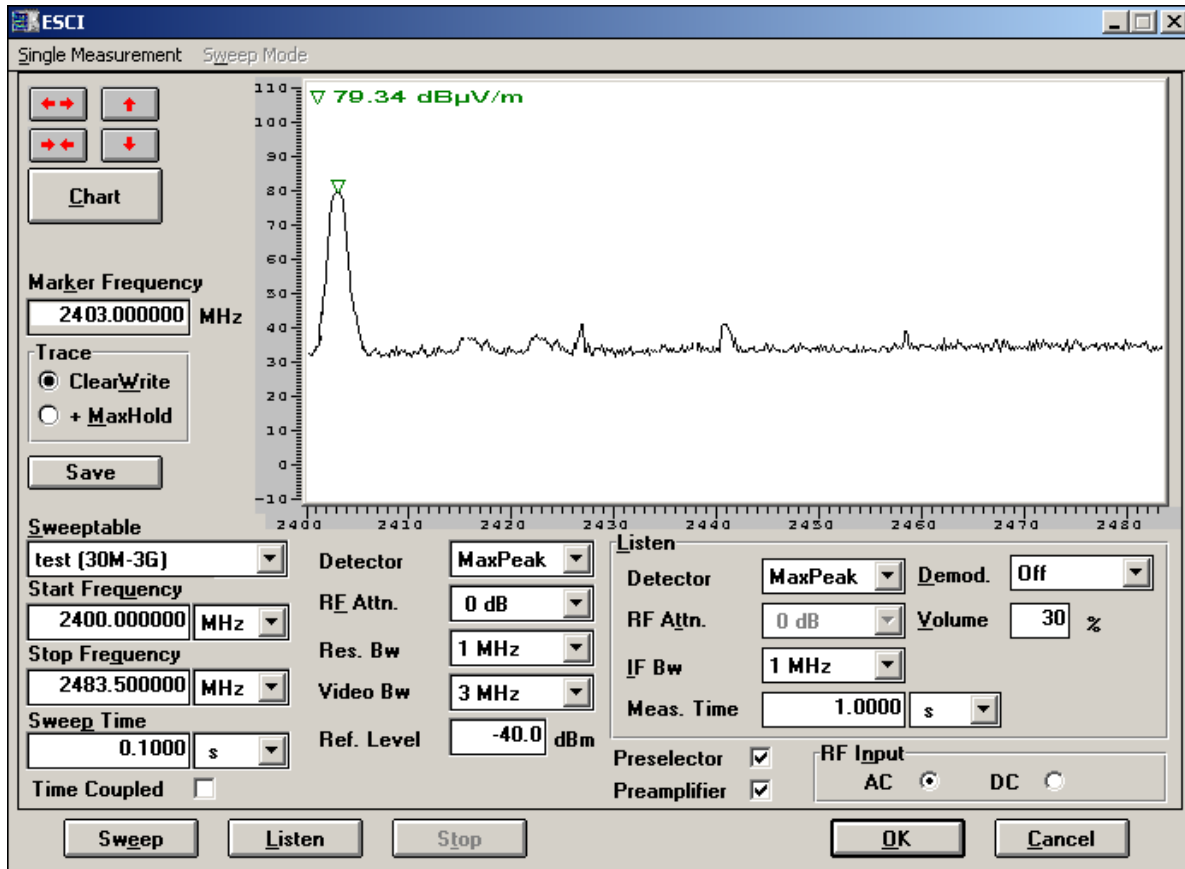 ESCI
Single Measurement Sweep Mode
Chart
Marker Frequency
2403.000000 MHz
Trace
ClearWrite
+ MaxHold
Save
110
100
90
80
70
60
50
40
30
20
10
0
-10
▽ 79.34 dBµV/m
2400 2410 2420 2430 2440 2450 2460 2470 2480
Sweeptable
test (30M-3G)
Start Frequency
2400.000000 MHz
Stop Frequency
2483.500000 MHz
Sweep Time
0.1000 s
Time Coupled
Detector MaxPeak
RF Attn. 0 dB
Res. Bw 1 MHz
Video Bw 3 MHz
Ref. Level -40.0 dBm
Listen
Detector MaxPeak Demod. Off
RF Attn. 0 dB Volume 30 %
IF Bw 1 MHz
Meas. Time 1.0000 s
Preselector
Preamplifier
RF Input
AC DC
Sweep Listen Stop OK Cancel